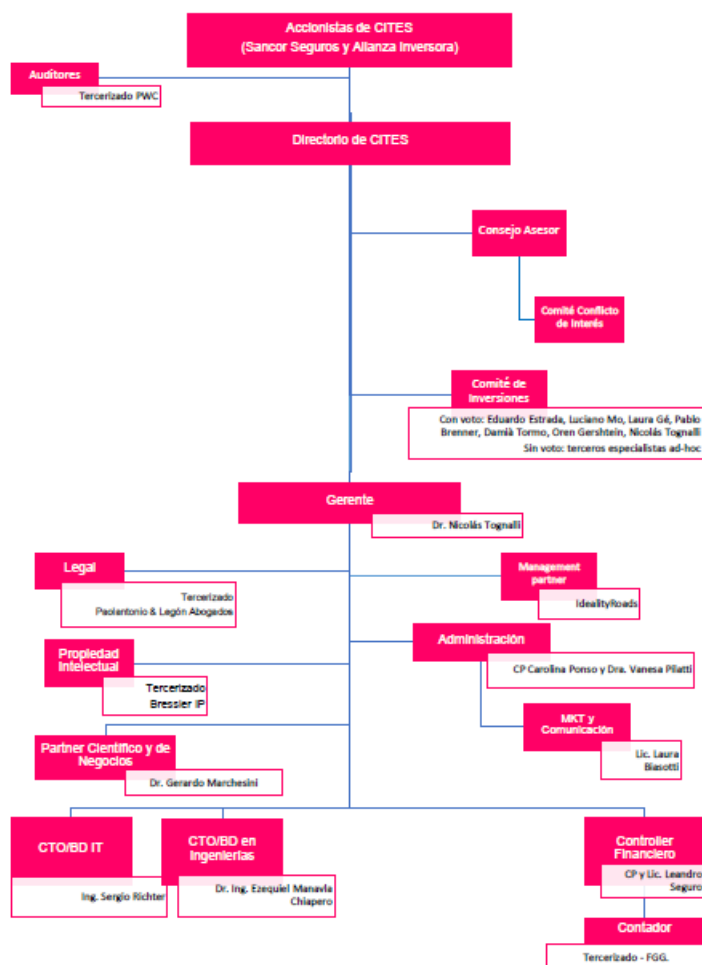 Accionistas de CITES
(Sancor Seguros y Alianza Inversora)
Auditores
Tercerizado PWC
Directorio de CITES
Consejo Asesor
Comité Conflicto
de Interés
Comité de
Inversiones
Con voto: Eduardo Estrada, Luciano Mo, Laura Gé, Pablo
Brenner, Damià Tormo, Oren Gershtein, Nicolás Tognalli
Sin voto: terceros especialistas ad-hoc
Gerente
Dr. Nicolás Tognalli
Legal
Tercerizado
Paolantonio & Legón Abogados
Management
partner
IdealityRoads
Propiedad
Intelectual
Tercerizado
Bressler IP
Administración
CP Carolina Ponso y Dra. Vanesa Pilatti
MKT y
Comunicación
Lic. Laura
Biasotti
Partner Científico y de
Negocios
Dr. Gerardo Marchesini
CTO/BD IT
Ing. Sergio Richter
CTO/BD en
Ingenierías
Dr. Ing. Ezequiel Manavla
Chiapero
Controller
Financiero
CP y Lic. Leandro
Seguro
Contador
Tercerizado - FGG.